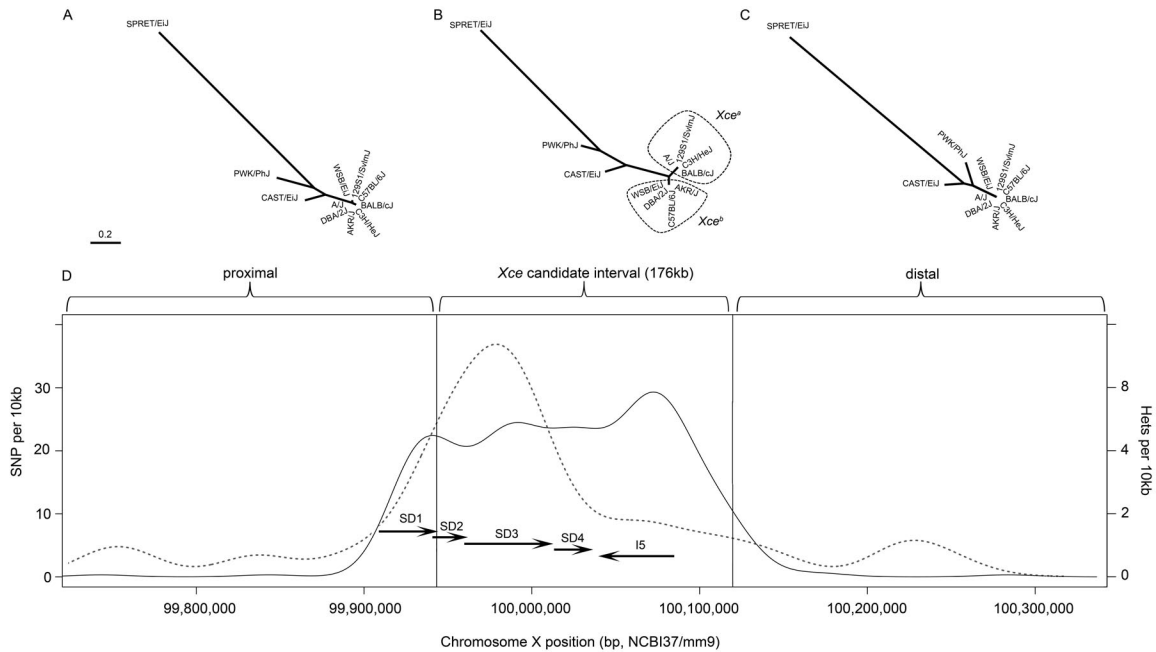 A
SPRET/EiJ
PWK/PhJ
CAST/EiJ
WSB/EiJ
129S1/SvImJ
C57BL/6J
A/J
BALB/cJ
DBA/2J
C3H/HeJ
AKR/J
0.2
B
SPRET/EiJ
PWK/PhJ
CAST/EiJ
Xceᵃ
A/J
129S1/SvImJ
C3H/HeJ
BALB/cJ
WSB/EiJ
AKR/J
DBA/2J
C57BL/6J
Xceᵇ
C
SPRET/EiJ
PWK/PhJ
CAST/EiJ
WSB/EiJ
129S1/SvImJ
C57BL/6J
A/J
BALB/cJ
DBA/2J
C3H/HeJ
AKR/J
D
proximal
Xce candidate interval (176kb)
distal
SNP per 10kb
30
20
10
0
Hets per 10kb
8
4
2
0
SD1
SD2
SD3
SD4
I5
99,800,000
99,900,000
100,000,000
100,100,000
100,200,000
100,300,000
Chromosome X position (bp, NCBI37/mm9)